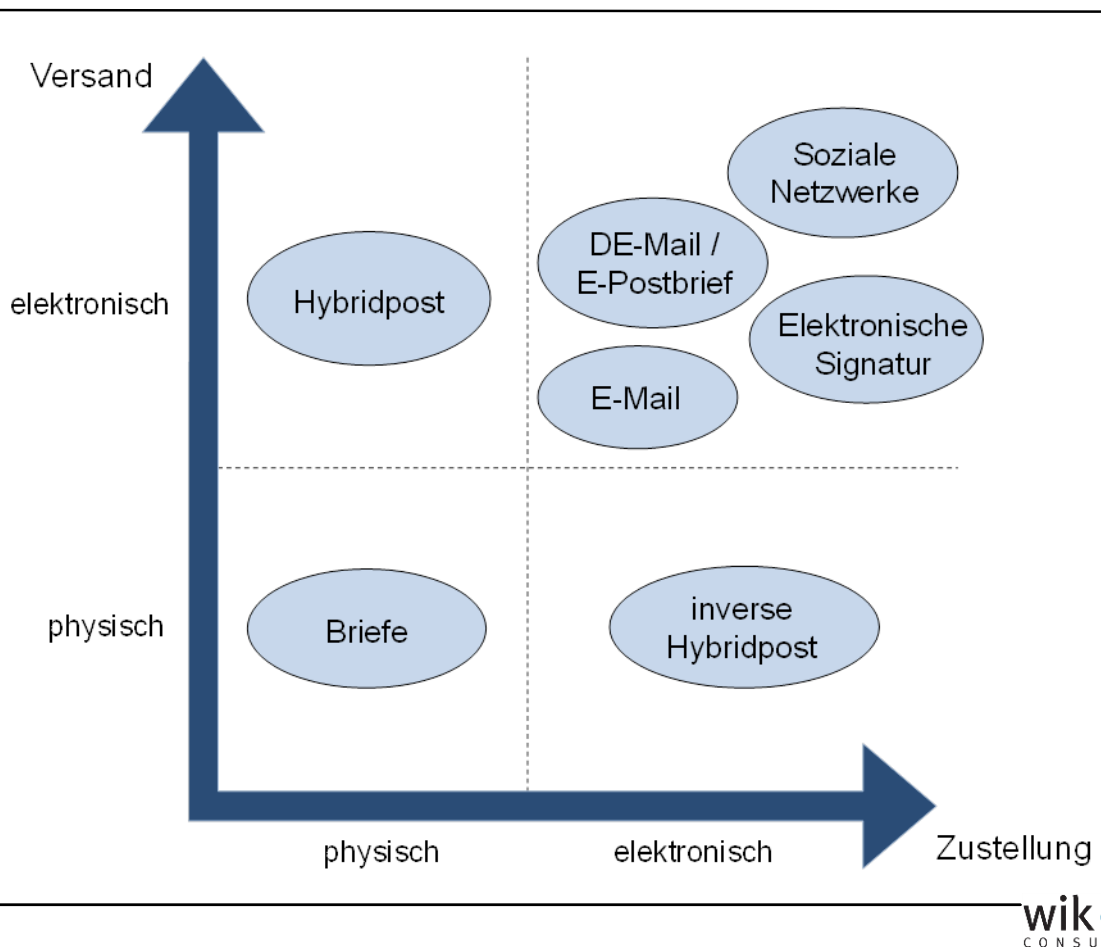 Versand
Soziale
Netzwerke
DE-Mail /
E-Postbrief
elektronisch
Hybridpost
Elektronische
Signatur
E-Mail
physisch
Briefe
inverse
Hybridpost
physisch
elektronisch
Zustellung
wik
CONSU